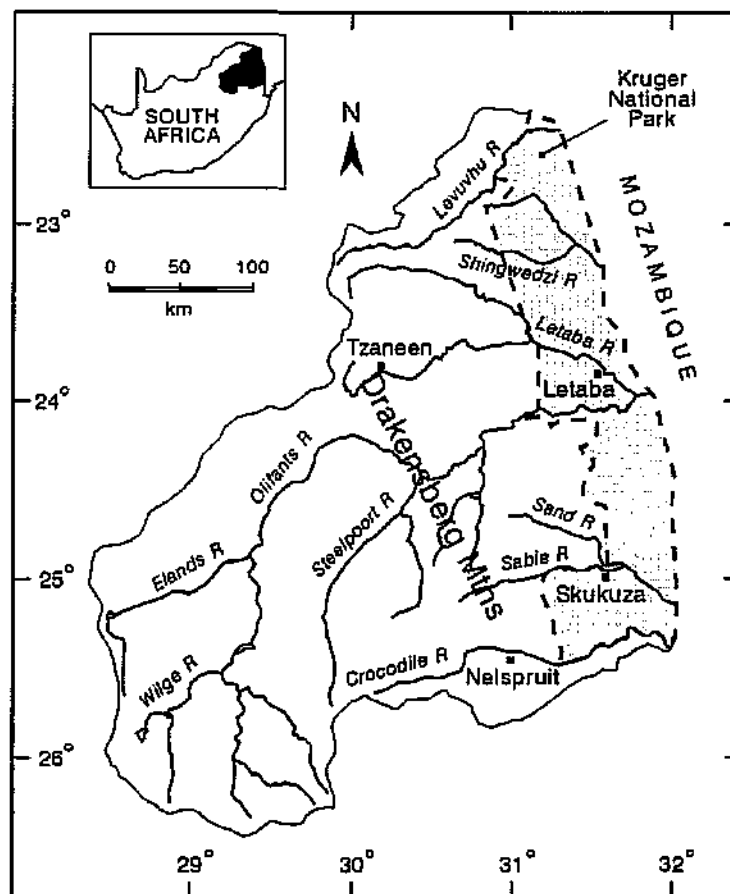 SOUTH
AFRICA
Kruger
National
Park
N
MOZAMBIQUE
Levuvhu R
23°
0 50 100
km
Shingwedzi R
Letaba R
Tzaneen
Letaba
24°
Drakensberg Mtns
Olifants R
Steelpoort R
Sand R
Elands R
25°
Sabie R
Skukuza
Wilge R
Crocodile R
Nelspruit
26°
29° 30° 31° 32°